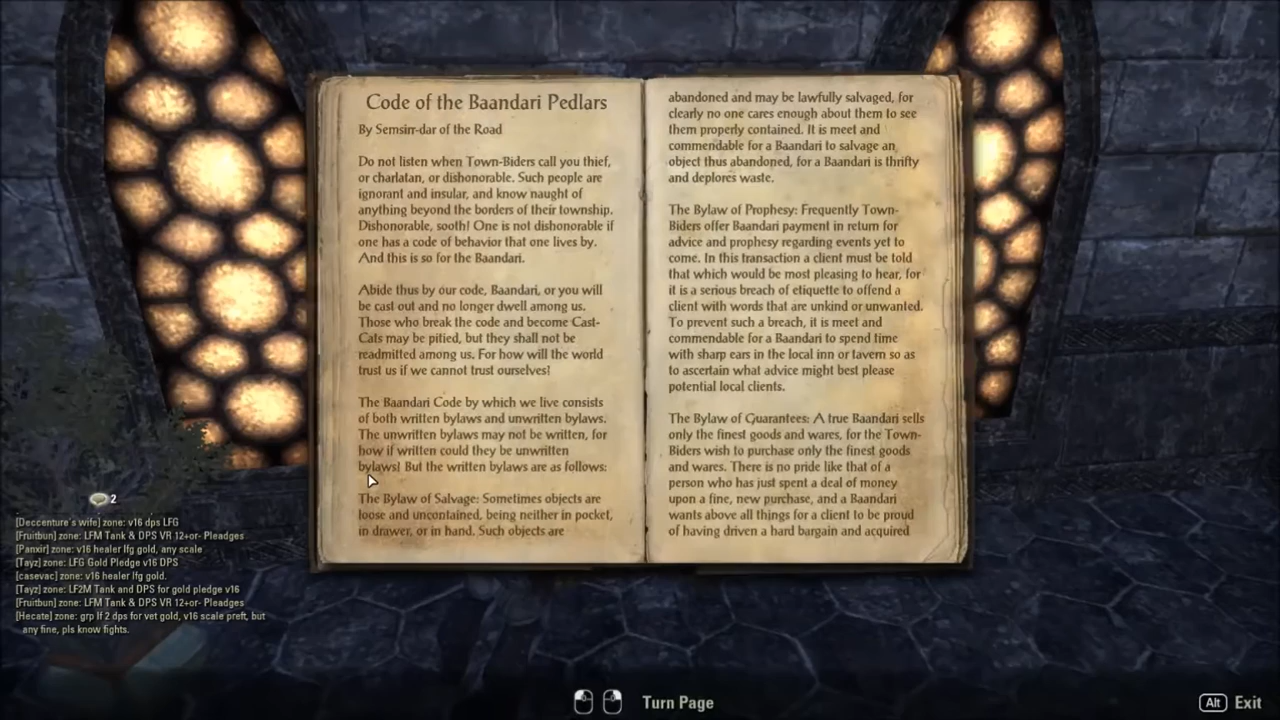 Code of the Baandari Pedlars
By Semsirr-dar of the Road
Do not listen when Town-Biders call you thief,
or charlatan, or dishonorable. Such people are
ignorant and insular, and know naught of
anything beyond the borders of their township.
Dishonorable, sooth! One is not dishonorable if
one has a code of behavior that one lives by.
And this is so for the Baandari.
Abide thus by our code, Baandari, or you will
be cast out and no longer dwell among us.
Those who break the code and become Cast-
Cats may be pitied, but they shall not be
readmitted among us. For how will the world
trust us if we cannot trust ourselves!
The Baandari Code by which we live consists
of both written bylaws and unwritten bylaws.
The unwritten bylaws may not be written, for
how if written could they be unwritten
bylaws! But the written bylaws are as follows:
The Bylaw of Salvage: Sometimes objects are
loose and uncontained, being neither in pocket,
in drawer, or in hand. Such objects are
abandoned and may be lawfully salvaged, for
clearly no one cares enough about them to see
them properly contained. It is meet and
commendable for a Baandari to salvage an
object thus abandoned, for a Baandari is thrifty
and deplores waste.
The Bylaw of Prophesy: Frequently Town-
Biders offer Baandari payment in return for
advice and prophesy regarding events yet to
come. In this transaction a client must be told
that which would be most pleasing to hear, for
it is a serious breach of etiquette to offend a
client with words that are unkind or unwanted.
To prevent such a breach, it is meet and
commendable for a Baandari to spend time
with sharp ears in the local inn or tavern so as
to ascertain what advice might best please
potential local clients.
The Bylaw of Guarantees: A true Baandari sells
only the finest goods and wares, for the Town-
Biders wish to purchase only the finest goods
and wares. There is no pride like that of a
person who has just spent a deal of money
upon a fine, new purchase, and a Baandari
wants above all things for a client to be proud
of having driven a hard bargain and acquired
2
[Deccenture's wife] zone: v16 dps LFG
[Fruitbun] zone: LFM Tank & DPS VR 12+or- Pleadges
[Panxir] zone: v16 healer lfg gold, any scale
[Tayz] zone: LFG Gold Pledge v16 DPS
[casevac] zone: v16 healer lfg gold.
[Tayz] zone: LF2M Tank and DPS for gold pledge v16
[Fruitbun] zone: LFM Tank & DPS VR 12+or- Pleadges
[Hecate] zone: grp lf 2 dps for vet gold, v16 scale preft, but
any fine, pls know fights.
Turn Page
Alt Exit